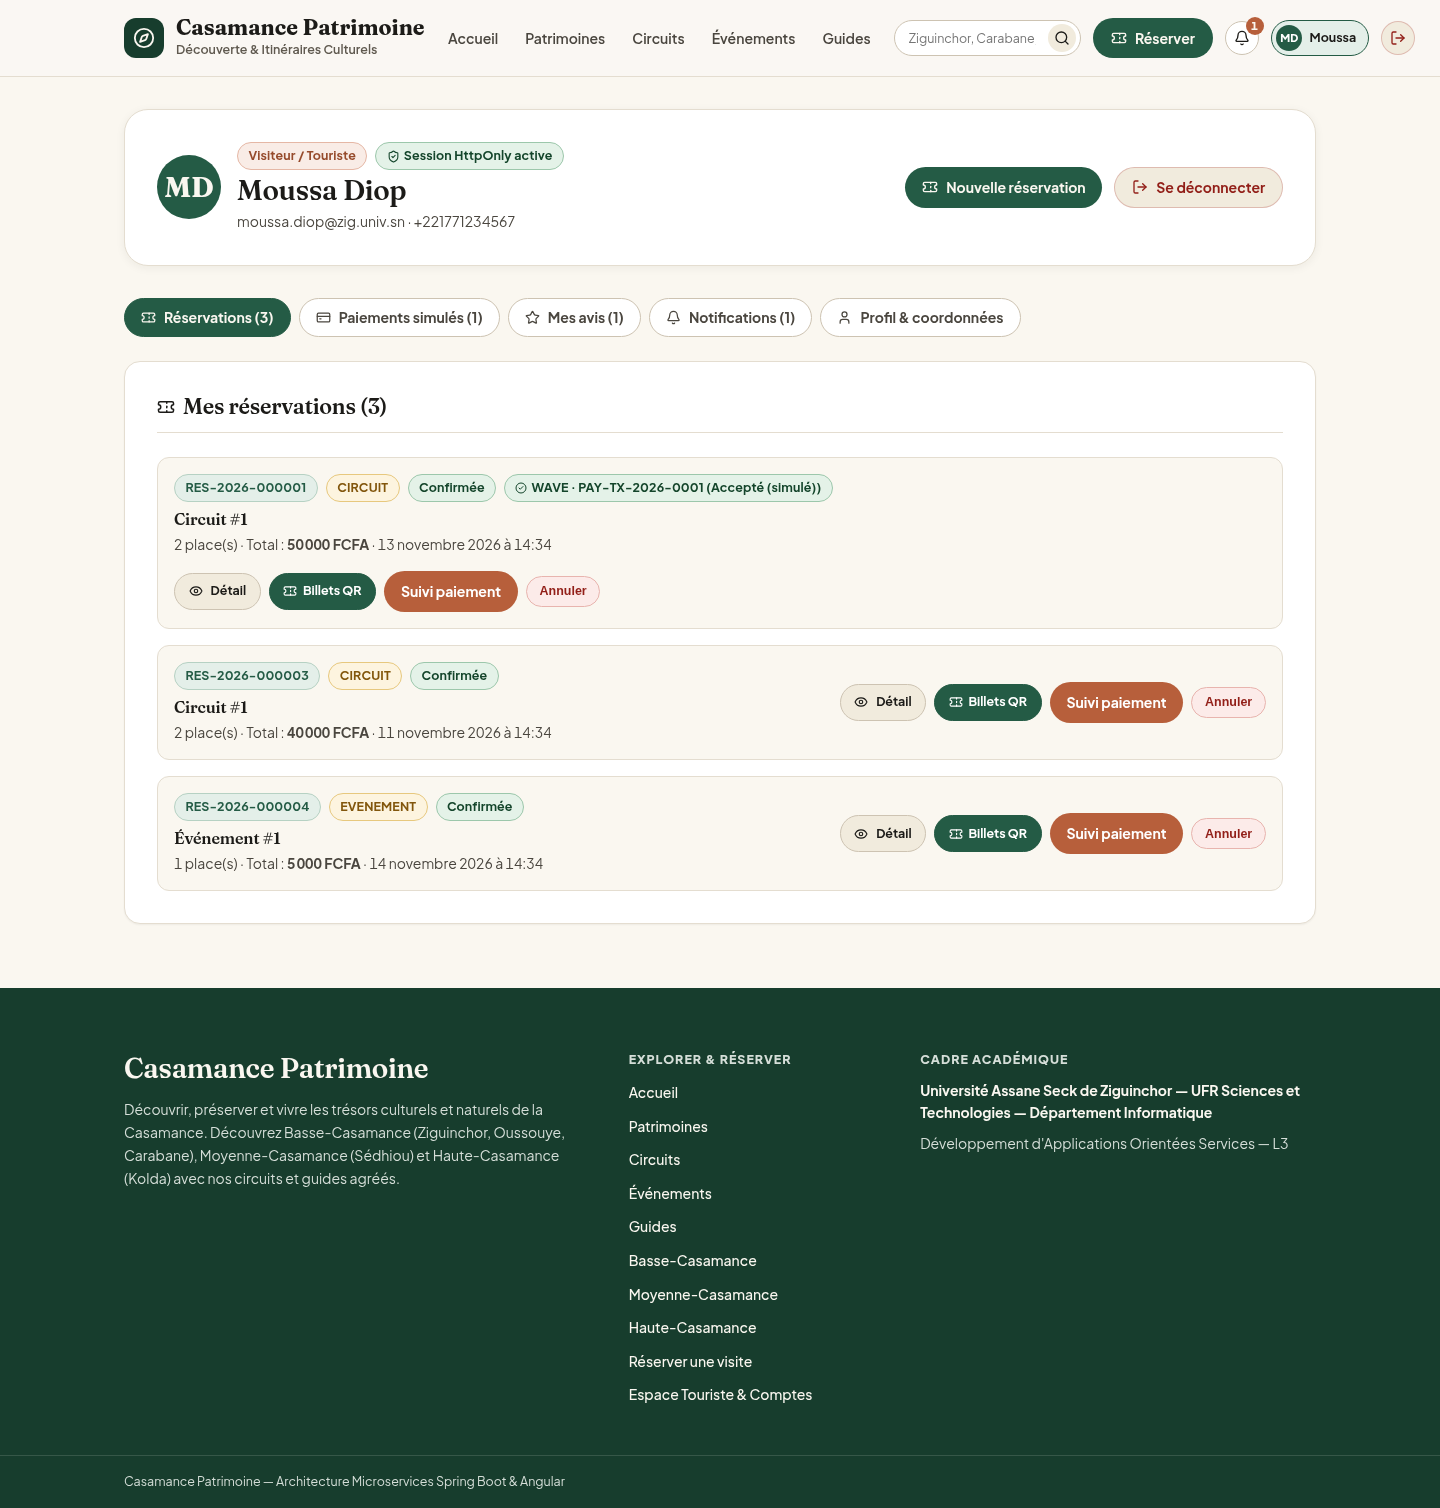 Casamance Patrimoine
Découverte & Itinéraires Culturels
Accueil
Patrimoines
Circuits
Événements
Guides
Ziguinchor, Carabane
Réserver
1
MD
Moussa
MD
Visiteur / Touriste
Session HttpOnly active
Moussa Diop
moussa.diop@zig.univ.sn · +221771234567
Nouvelle réservation
Se déconnecter
Réservations (3)
Paiements simulés (1)
Mes avis (1)
Notifications (1)
Profil & coordonnées
Mes réservations (3)
RES-2026-000001
CIRCUIT
Confirmée
WAVE · PAY-TX-2026-0001 (Accepté (simulé))
Circuit #1
2 place(s) · Total : 50 000 FCFA · 13 novembre 2026 à 14:34
Détail
Billets QR
Suivi paiement
Annuler
RES-2026-000003
CIRCUIT
Confirmée
Circuit #1
2 place(s) · Total : 40 000 FCFA · 11 novembre 2026 à 14:34
Détail
Billets QR
Suivi paiement
Annuler
RES-2026-000004
EVENEMENT
Confirmée
Événement #1
1 place(s) · Total : 5 000 FCFA · 14 novembre 2026 à 14:34
Détail
Billets QR
Suivi paiement
Annuler
Casamance Patrimoine
Découvrir, préserver et vivre les trésors culturels et naturels de la
Casamance. Découvrez Basse-Casamance (Ziguinchor, Oussouye,
Carabane), Moyenne-Casamance (Sédhiou) et Haute-Casamance
(Kolda) avec nos circuits et guides agréés.
EXPLORER & RÉSERVER
Accueil
Patrimoines
Circuits
Événements
Guides
Basse-Casamance
Moyenne-Casamance
Haute-Casamance
Réserver une visite
Espace Touriste & Comptes
CADRE ACADÉMIQUE
Université Assane Seck de Ziguinchor — UFR Sciences et
Technologies — Département Informatique
Développement d'Applications Orientées Services — L3
Casamance Patrimoine — Architecture Microservices Spring Boot & Angular